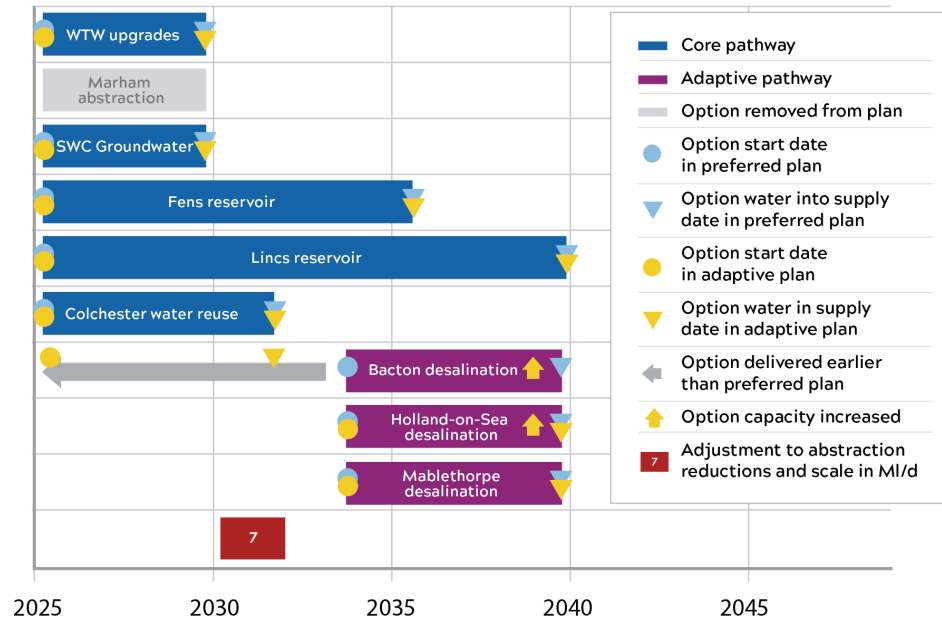 WTW upgrades
Marham
abstraction
SWC Groundwater
Fens reservoir
Lincs reservoir
Colchester water reuse
Bacton desalination
Holland-on-Sea
desalination
Mablethorpe
desalination
7
2025
2030
2035
2040
2045
Core pathway
Adaptive pathway
Option removed from plan
Option start date
in preferred plan
Option water into supply
date in preferred plan
Option start date
in adaptive plan
Option water in supply
date in adaptive plan
Option delivered earlier
than preferred plan
Option capacity increased
7
Adjustment to abstraction
reductions and scale in Ml/d